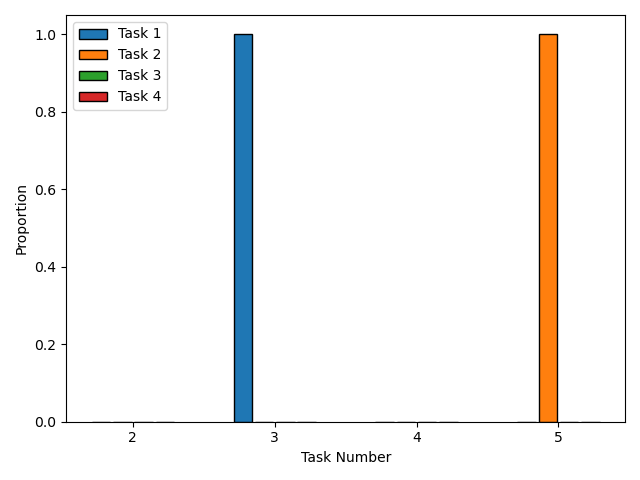 Task 1
Task 2
Task 3
Task 4
1.0
0.8
0.6
0.4
0.2
0.0
Proportion
2 3 4 5
Task Number